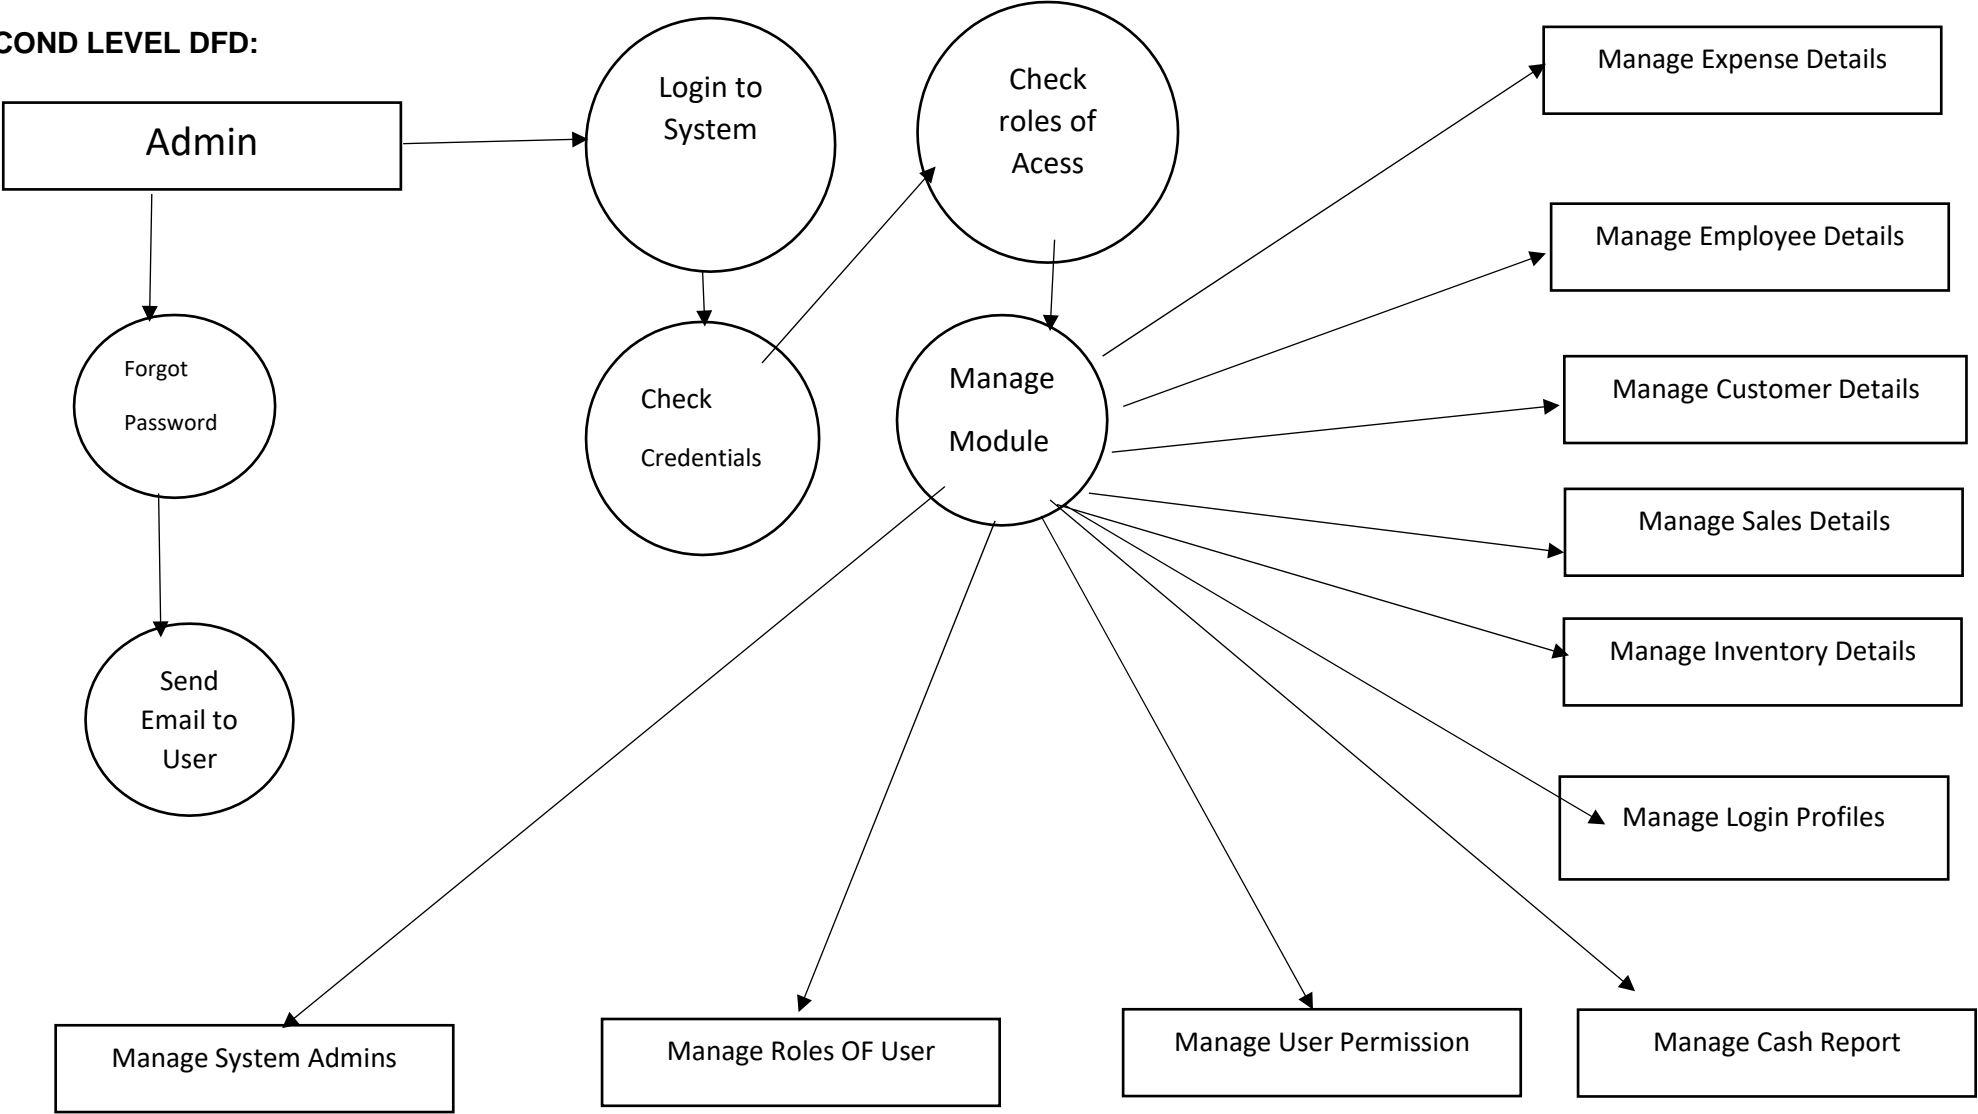 COND LEVEL DFD:
Admin
Login to
System
Check
roles of
Acess
Manage Expense Details
Manage Employee Details
Forgot
Password
Check
Credentials
Manage
Module
Manage Customer Details
Manage Sales Details
Manage Inventory Details
Send
Email to
User
Manage Login Profiles
Manage System Admins
Manage Roles OF User
Manage User Permission
Manage Cash Report